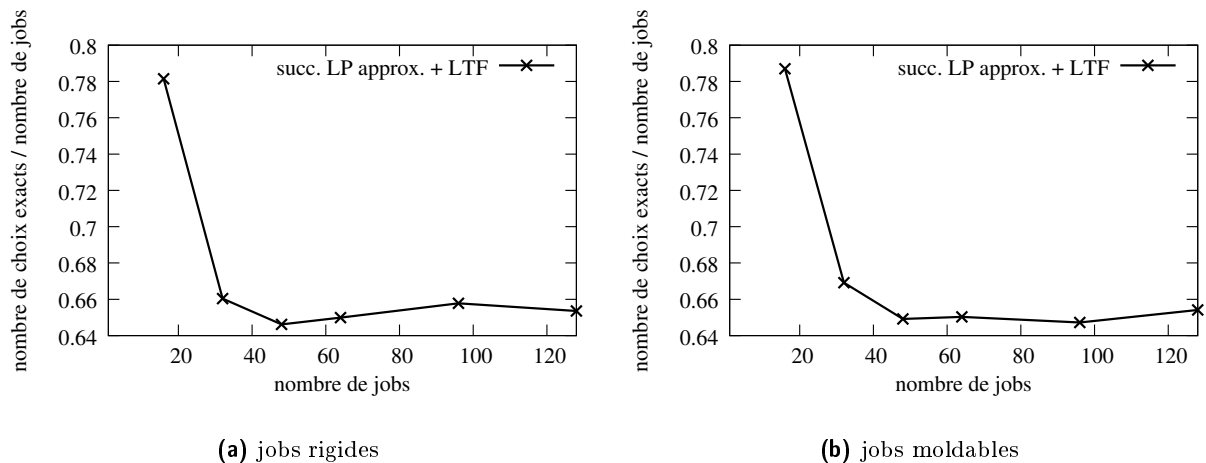 nombre de choix exacts / nombre de jobs
0.8
0.78
0.76
0.74
0.72
0.7
0.68
0.66
0.64
succ. LP approx. + LTF
20 40 60 80 100 120
nombre de jobs
(a) jobs rigides
nombre de choix exacts / nombre de jobs
0.8
0.78
0.76
0.74
0.72
0.7
0.68
0.66
0.64
succ. LP approx. + LTF
20 40 60 80 100 120
nombre de jobs
(b) jobs moldables